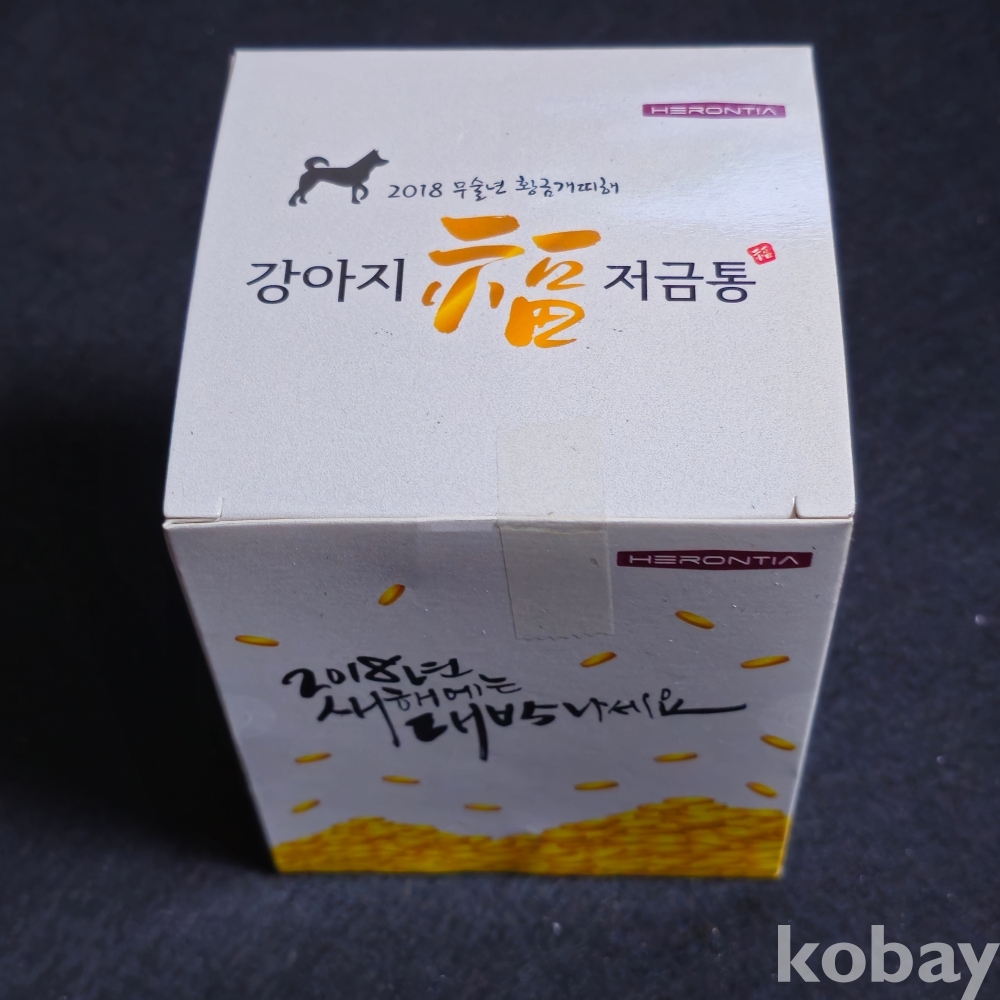 HERONTIA
2018 무술년 황금개띠해
강아지 福 저금통
福
HERONTIA
2018년
새해에는
대박나세요
kobay